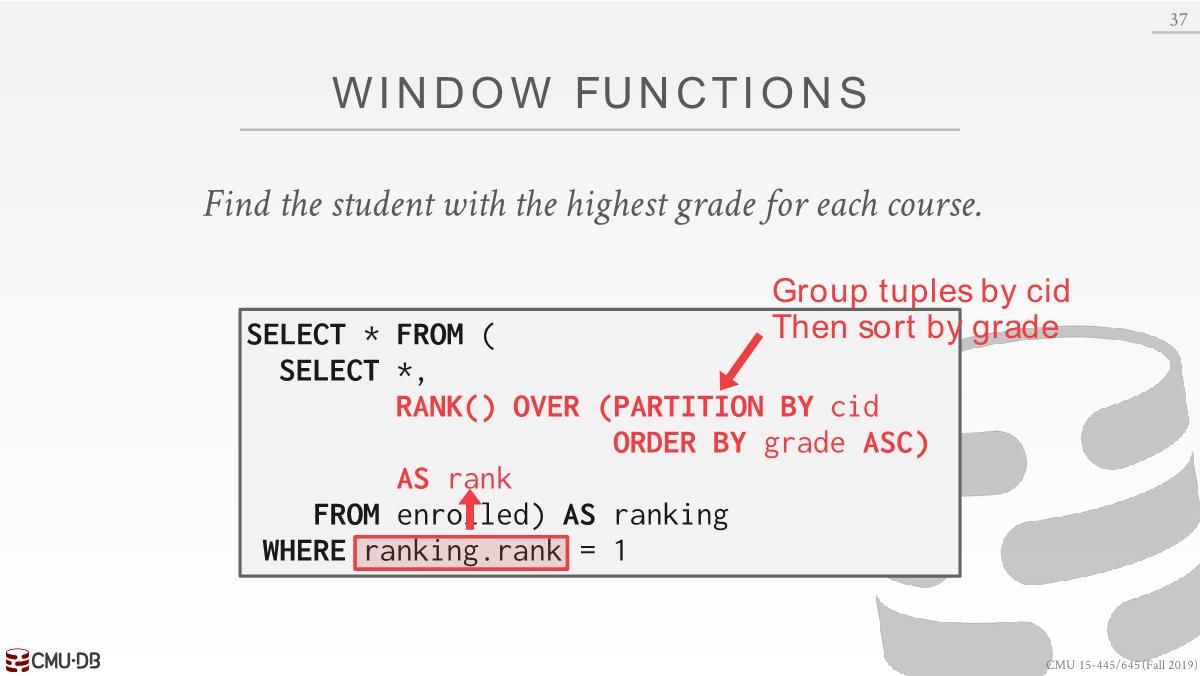 37
WINDOW FUNCTIONS
Find the student with the highest grade for each course.
Group tuples by cid
Then sort by grade
SELECT * FROM (
SELECT *,
RANK() OVER (PARTITION BY cid
ORDER BY grade ASC)
AS rank
FROM enrolled) AS ranking
WHERE ranking.rank = 1
CMU·DB
CMU 15-445/645 (Fall 2019)